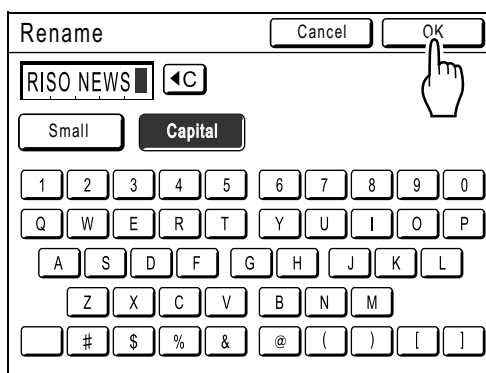 Rename Cancel OK
RISO NEWS ◀C
Small Capital
1 2 3 4 5 6 7 8 9 0
Q W E R T Y U I O P
A S D F G H J K L
Z X C V B N M
# $ % & @ ( ) [ ]